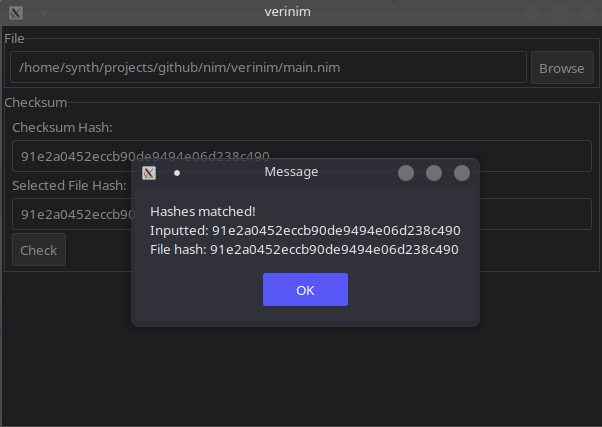 verinim
File
/home/synth/projects/github/nim/verinim/main.nim
Browse
Checksum
Checksum Hash:
91e2a0452eccb90de9494e06d238c490
Selected File Hash:
91e2a0452eccb90
Check
Message
Hashes matched!
Inputted: 91e2a0452eccb90de9494e06d238c490
File hash: 91e2a0452eccb90de9494e06d238c490
OK